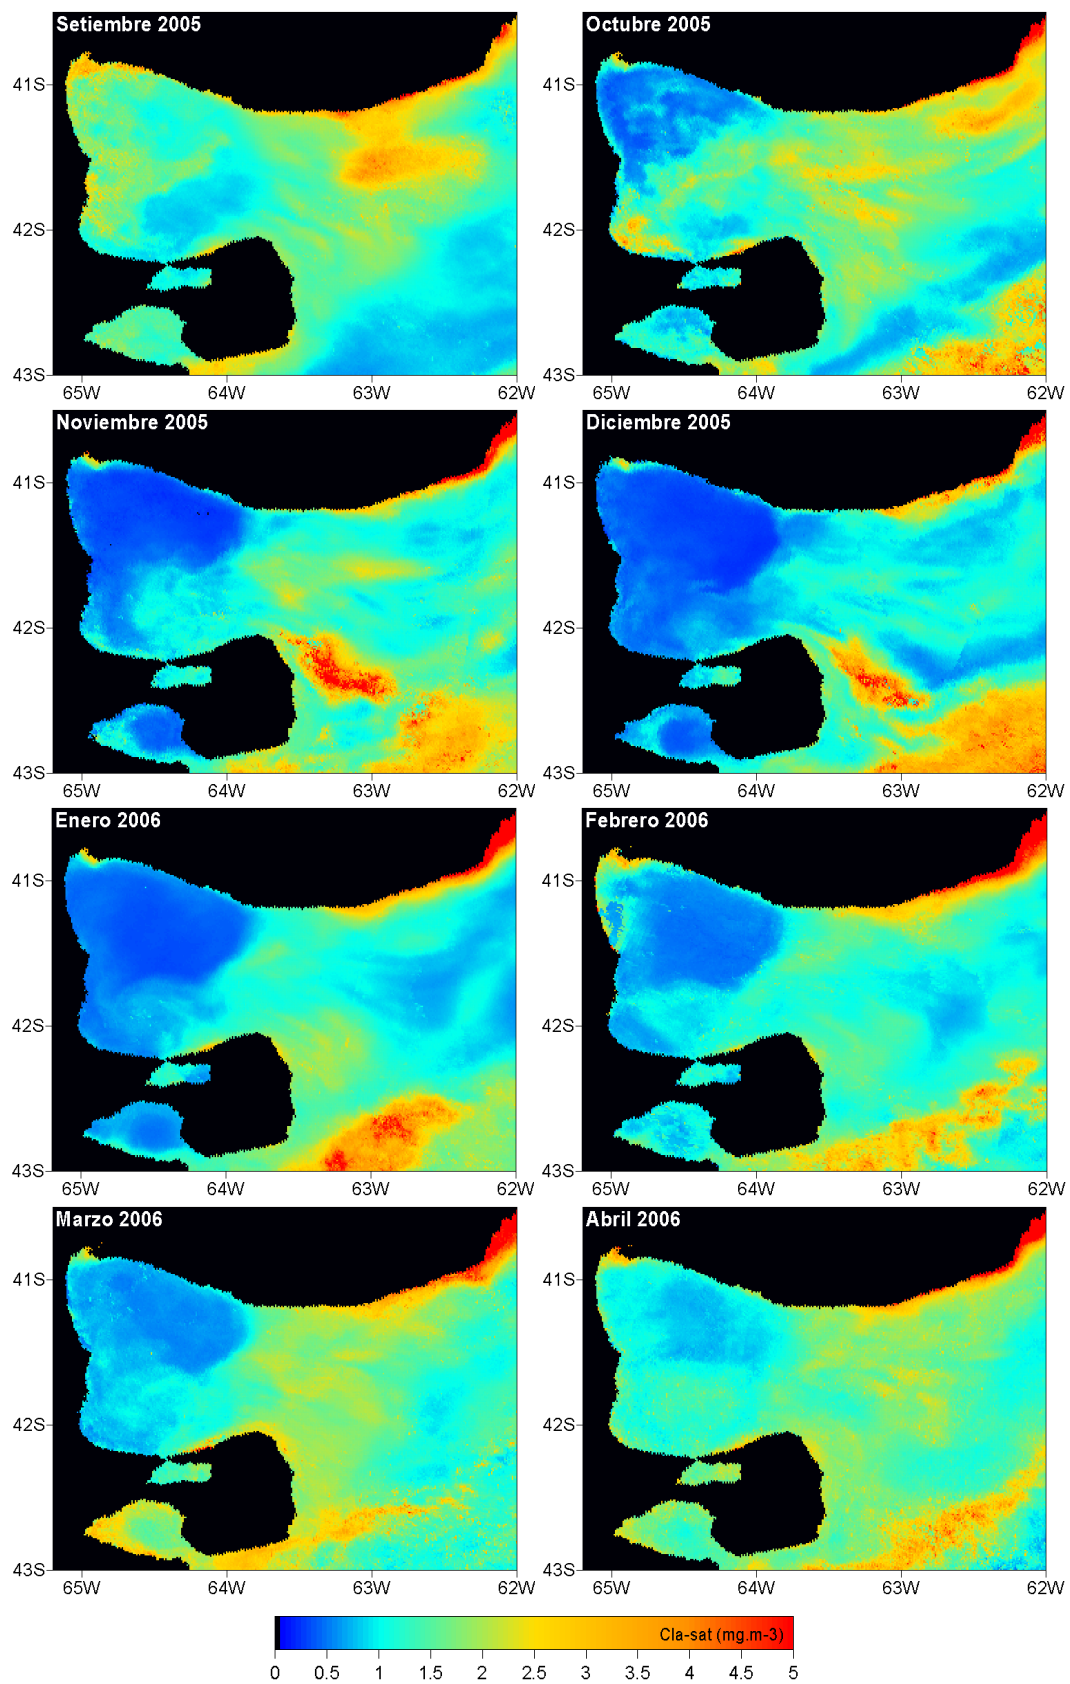 Setiembre 2005
Octubre 2005
41S
41S
42S
42S
43S
43S
65W 64W 63W 62W
65W 64W 63W 62W
Noviembre 2005
Diciembre 2005
41S
41S
42S
42S
43S
43S
65W 64W 63W 62W
65W 64W 63W 62W
Enero 2006
Febrero 2006
41S
41S
42S
42S
43S
43S
65W 64W 63W 62W
65W 64W 63W 62W
Marzo 2006
Abril 2006
41S
41S
42S
42S
43S
43S
65W 64W 63W 62W
65W 64W 63W 62W
Cla-sat (mg.m-3)
0 0.5 1 1.5 2 2.5 3 3.5 4 4.5 5